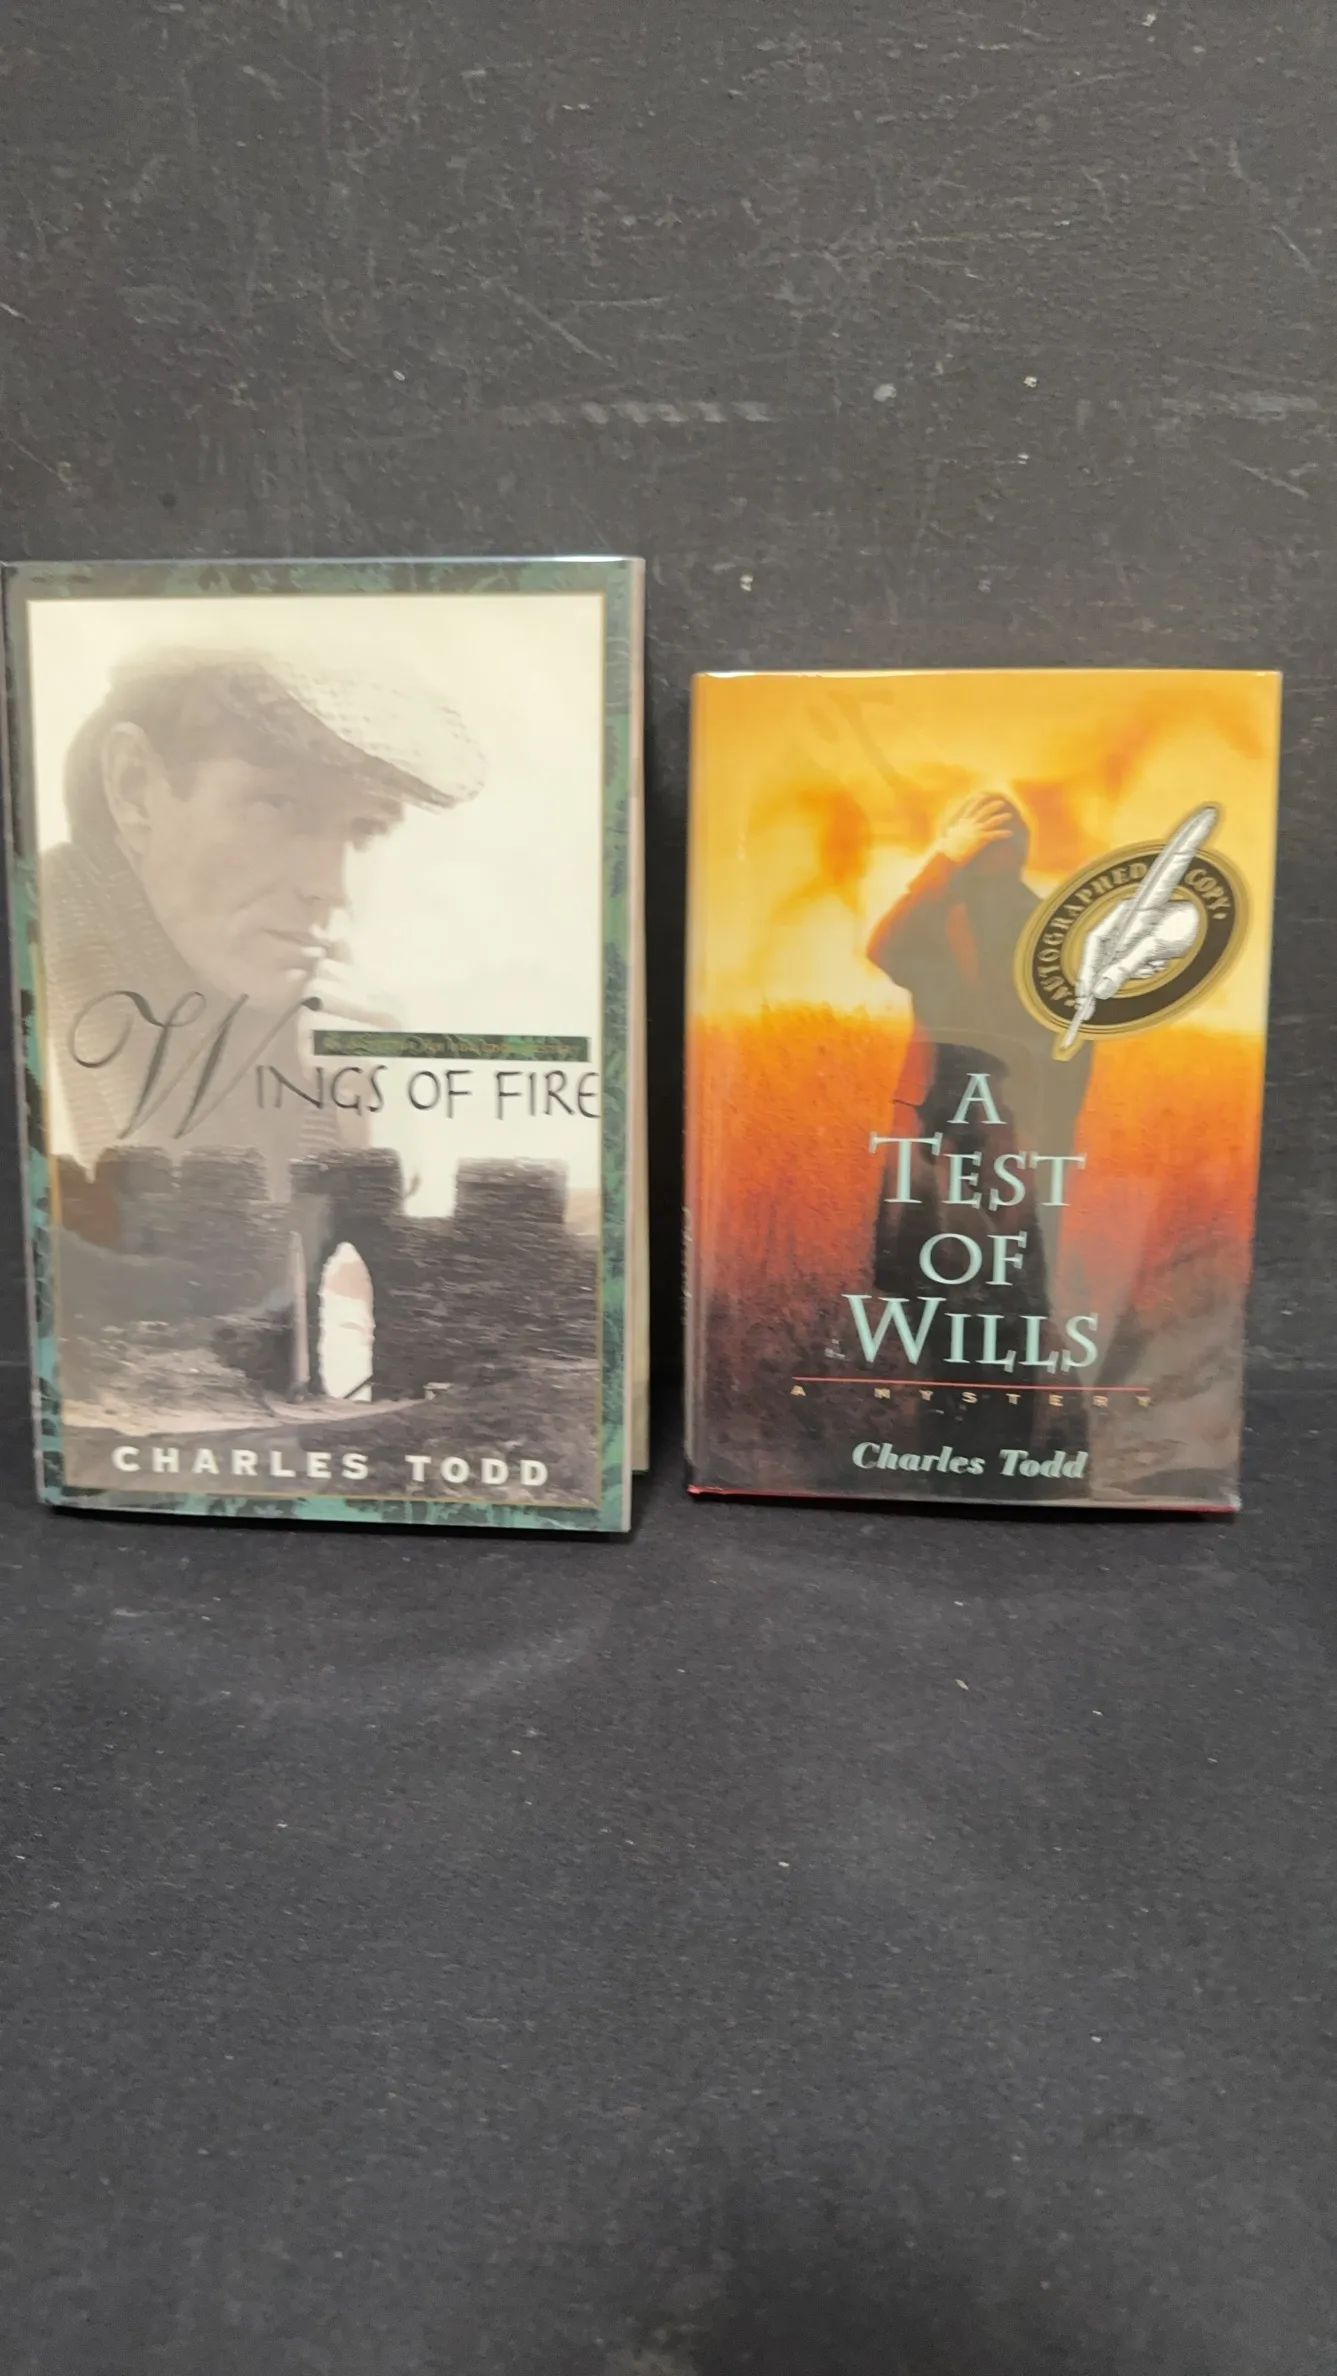 WINGS OF FIRE
CHARLES TODD
AUTOGRAPHED COPY
A
TEST
OF
WILLS
A MYSTERY
Charles Todd